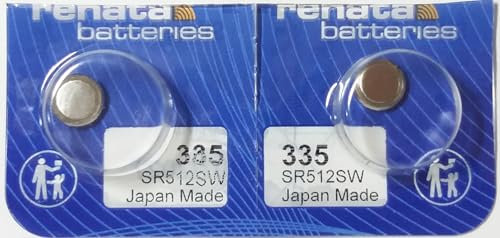 renata
batteries
335
SR512SW
Japan Made
renata
batteries
335
SR512SW
Japan Made